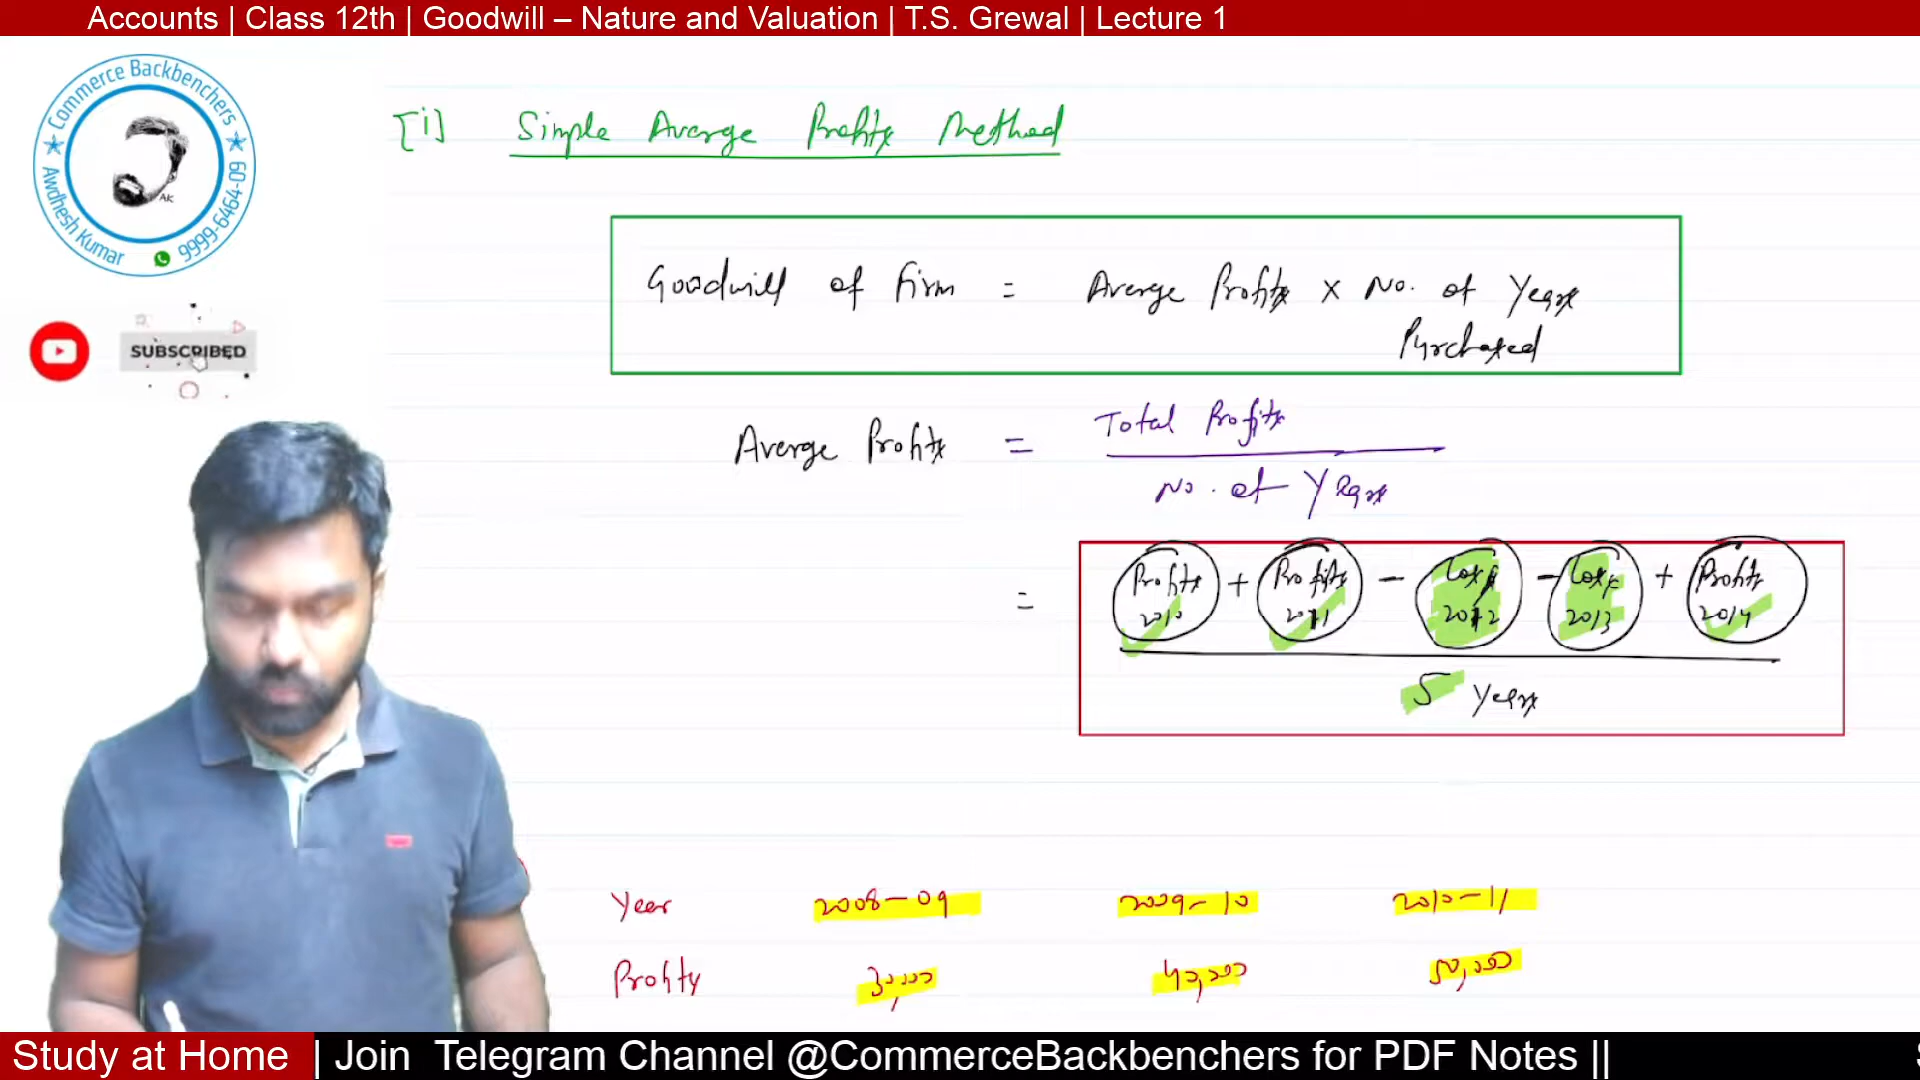 Accounts | Class 12th | Goodwill – Nature and Valuation | T.S. Grewal | Lecture 1
Commerce Backbenchers
Awdhesh Kumar
9999-6464-09
AK
SUBSCRIBED
[i] Simple Average Profits Method
Goodwill of Firm = Average Profits × No. of Years
Purchased
Average Profits = Total Profits
No. of Years
= Profits 2010 + Profits 2011 - Loss 2012 - Loss 2013 + Profits 2014
5 Years
Year 2008-09 2009-10 2010-11
Profits 30,000 40,000 50,000
Study at Home | Join Telegram Channel @CommerceBackbenchers for PDF Notes || S